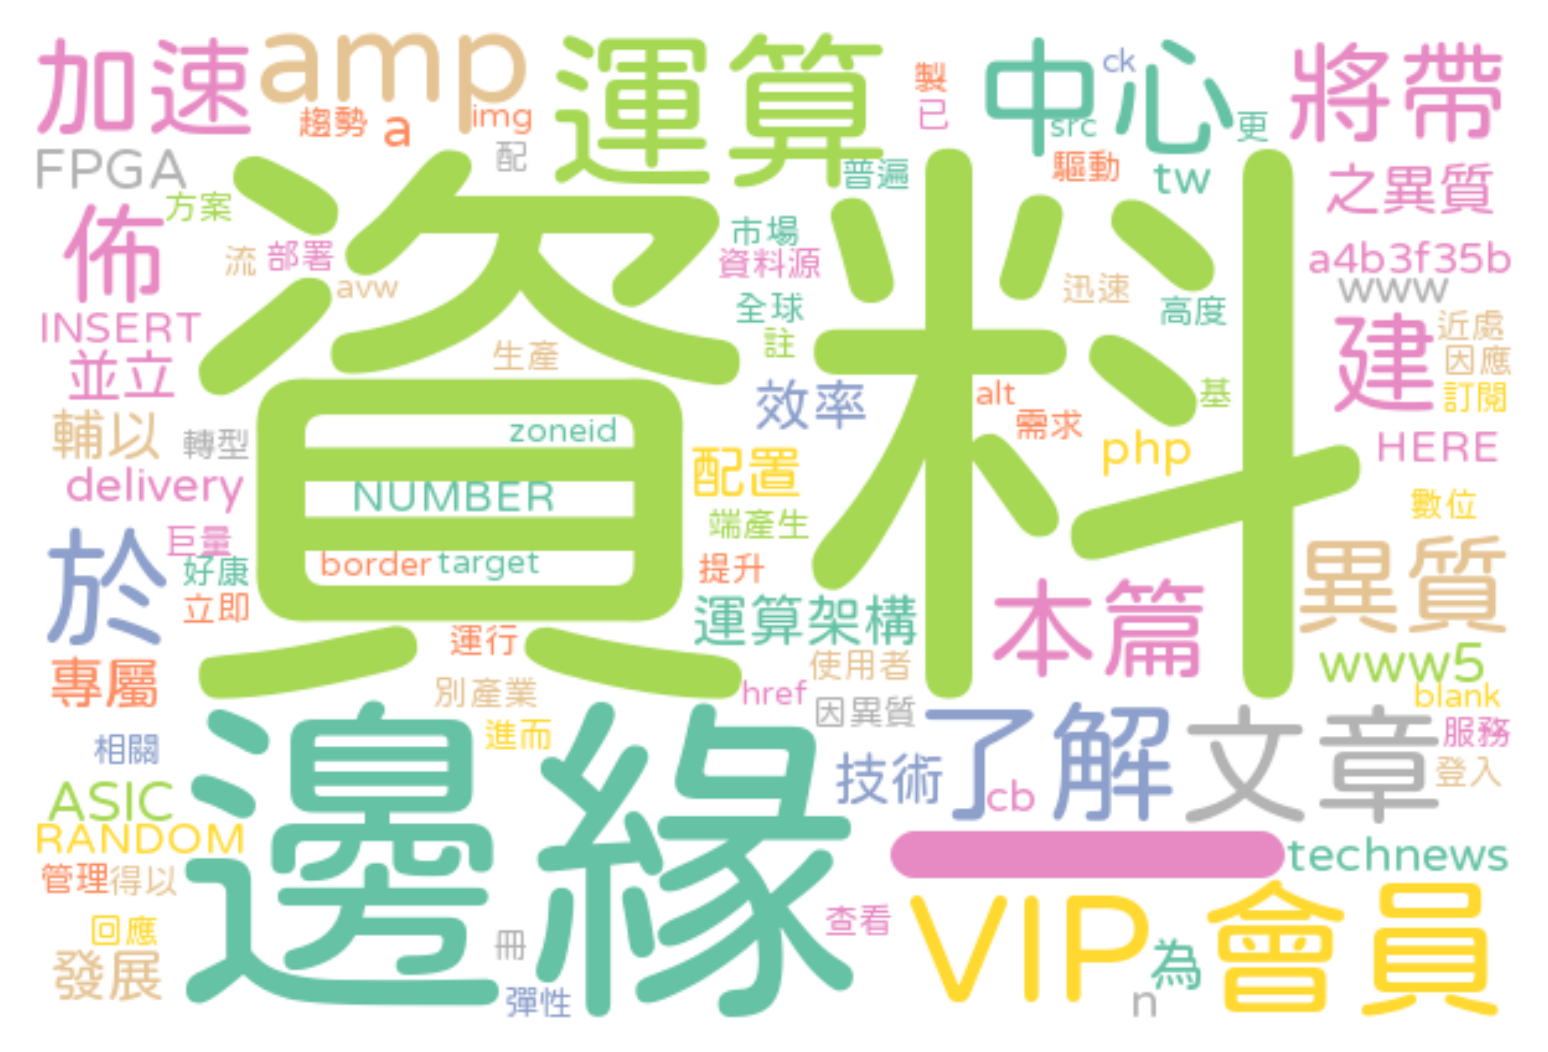 加速
amp
運算
製
中心
ck
將帶
趨勢
a
img
已
src
更
FPGA
配
普遍
驅動
tw
之異質
方案
資料
佈
流
部署
市場
資料源
a4b3f35b
avw
迅速
www
INSERT
全球
高度
近處
並立
生產
註
建
因應
輔以
效率
alt
基
訂閱
轉型
zoneid
需求
php
HERE
delivery
NUMBER
配置
數位
巨量
端產生
於
好康
border
target
提升
異質
立即
運行
運算架構
本篇
專屬
別產業
使用者
www5
href
因異質
blank
相關
邊緣
進而
了解
文章
服務
技術
登入
ASIC
cb
RANDOM
technews
管理
得以
回應
查看
VIP
會員
發展
冊
為
彈性
n